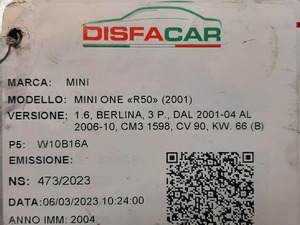 DISFACAR
MARCA: MINI
MODELLO: MINI ONE «R50» (2001)
VERSIONE: 1.6, BERLINA, 3 P., DAL 2001-04 AL
2006-10, CM3 1598, CV 90, KW. 66 (B)
P5: W10B16A
EMISSIONE:
NS: 473/2023
DATA:06/03/2023 10:24:00
ANNO IMM: 2004